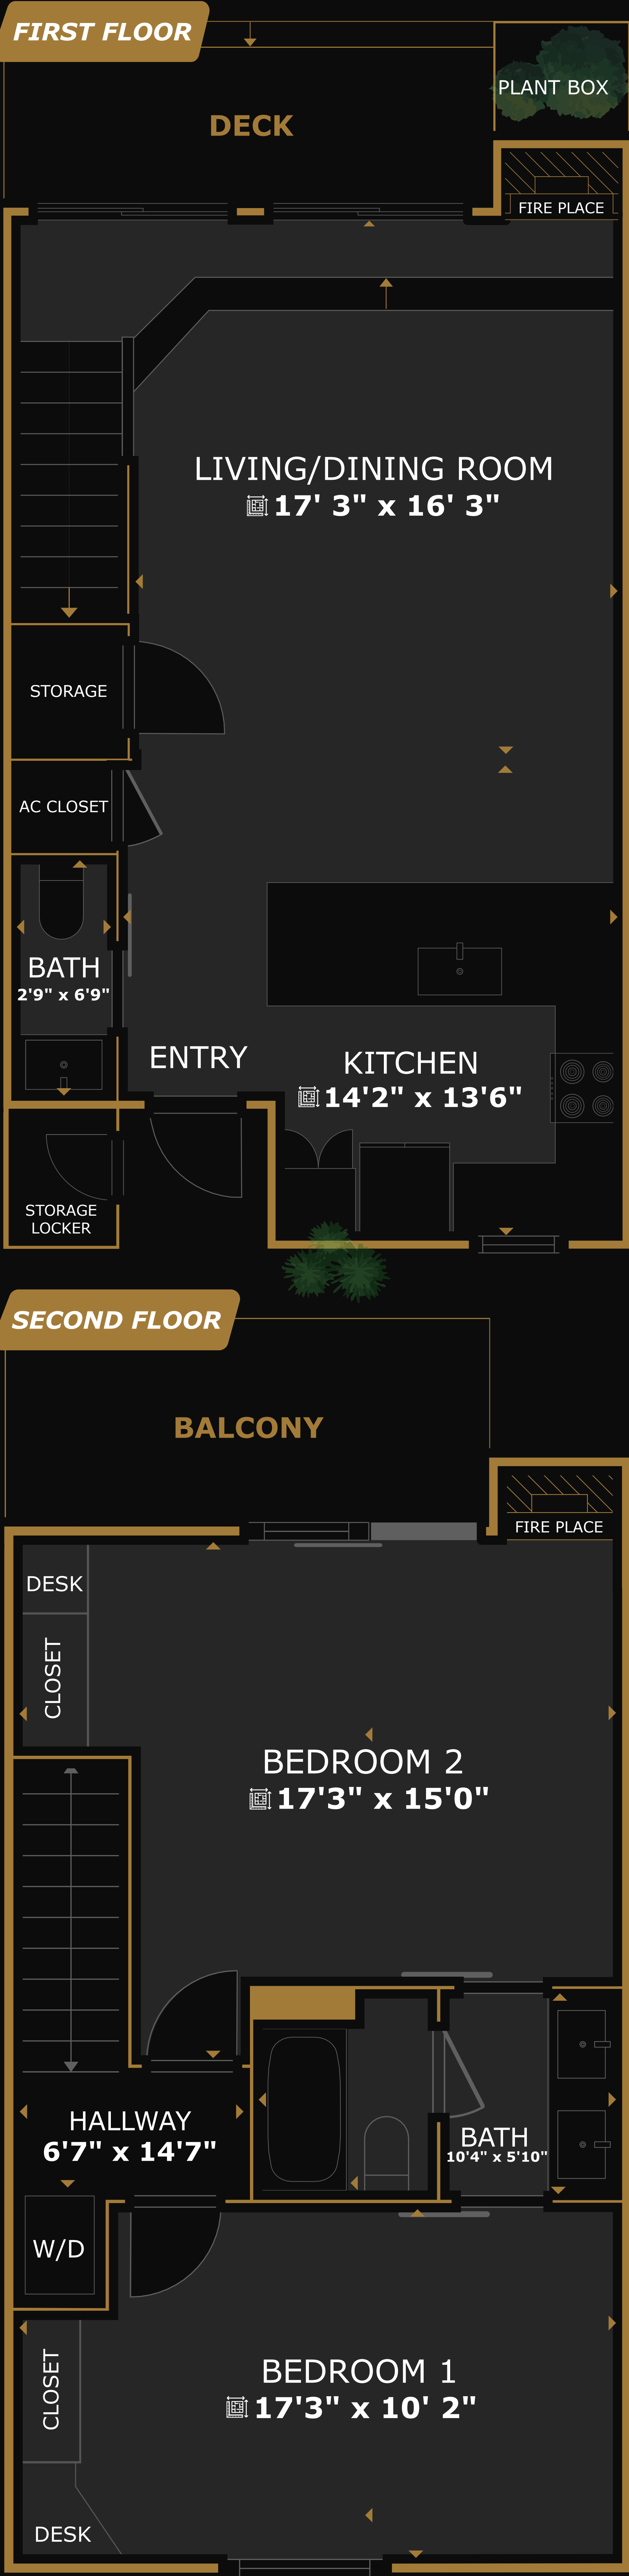 FIRST FLOOR
PLANT BOX
DECK
FIRE PLACE
LIVING/DINING ROOM
17' 3" x 16' 3"
STORAGE
AC CLOSET
BATH
2'9" x 6'9"
ENTRY
KITCHEN
14'2" x 13'6"
STORAGE
LOCKER
SECOND FLOOR
BALCONY
FIRE PLACE
DESK
CLOSET
BEDROOM 2
17'3" x 15'0"
HALLWAY
6'7" x 14'7"
BATH
10'4" x 5'10"
W/D
BEDROOM 1
17'3" x 10' 2"
CLOSET
DESK